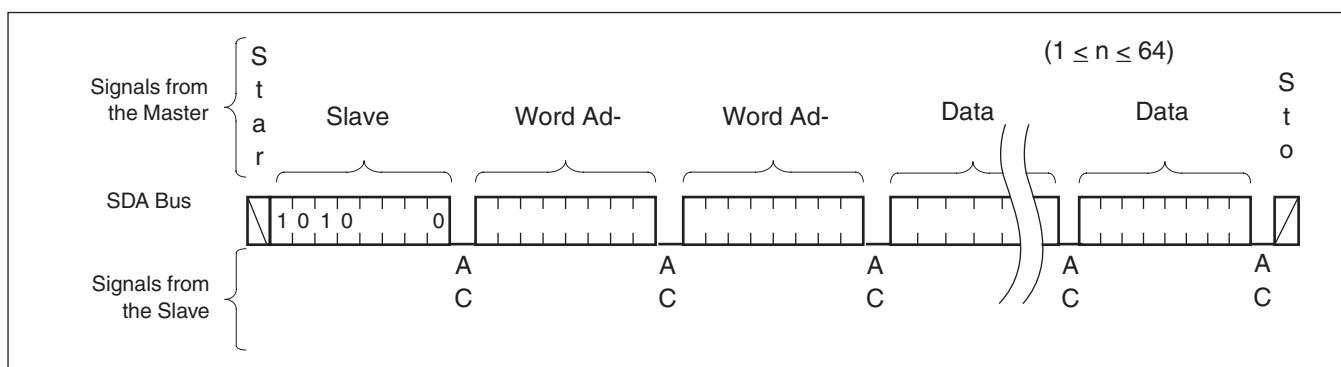 Signals from
the Master
S
t
a
r
Slave
Word Ad-
Word Ad-
Data
(1 ≤ n ≤ 64)
Data
S
t
o
SDA Bus
1 0 1 0 0
A
C
A
C
A
C
A
C
A
C
Signals from
the Slave